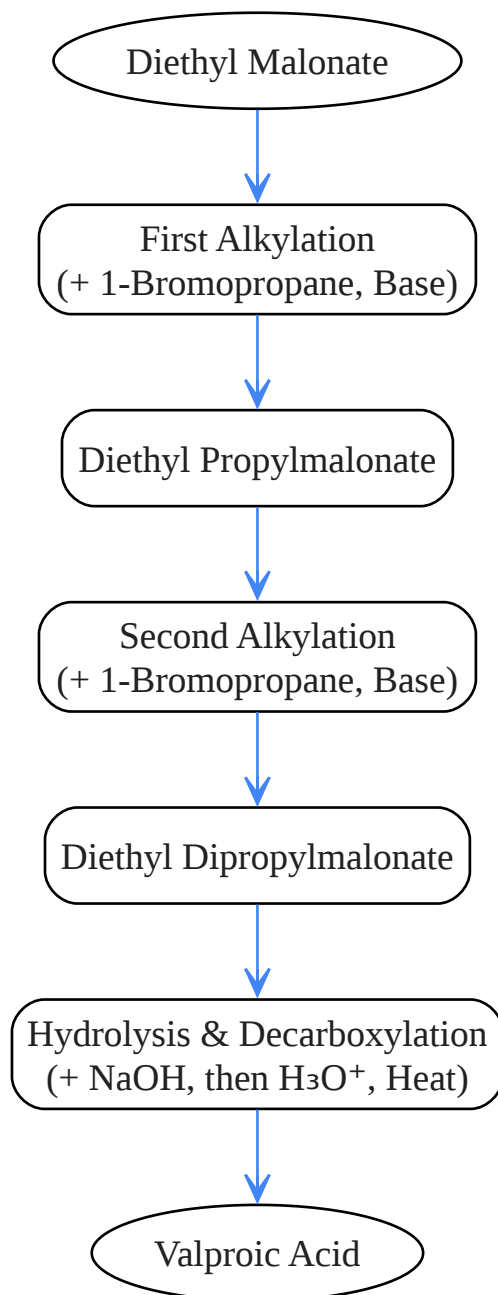 Diethyl Malonate
First Alkylation
(+ 1-Bromopropane, Base)
Diethyl Propylmalonate
Second Alkylation
(+ 1-Bromopropane, Base)
Diethyl Dipropylmalonate
Hydrolysis & Decarboxylation
(+ NaOH, then H₃O⁺, Heat)
Valproic Acid